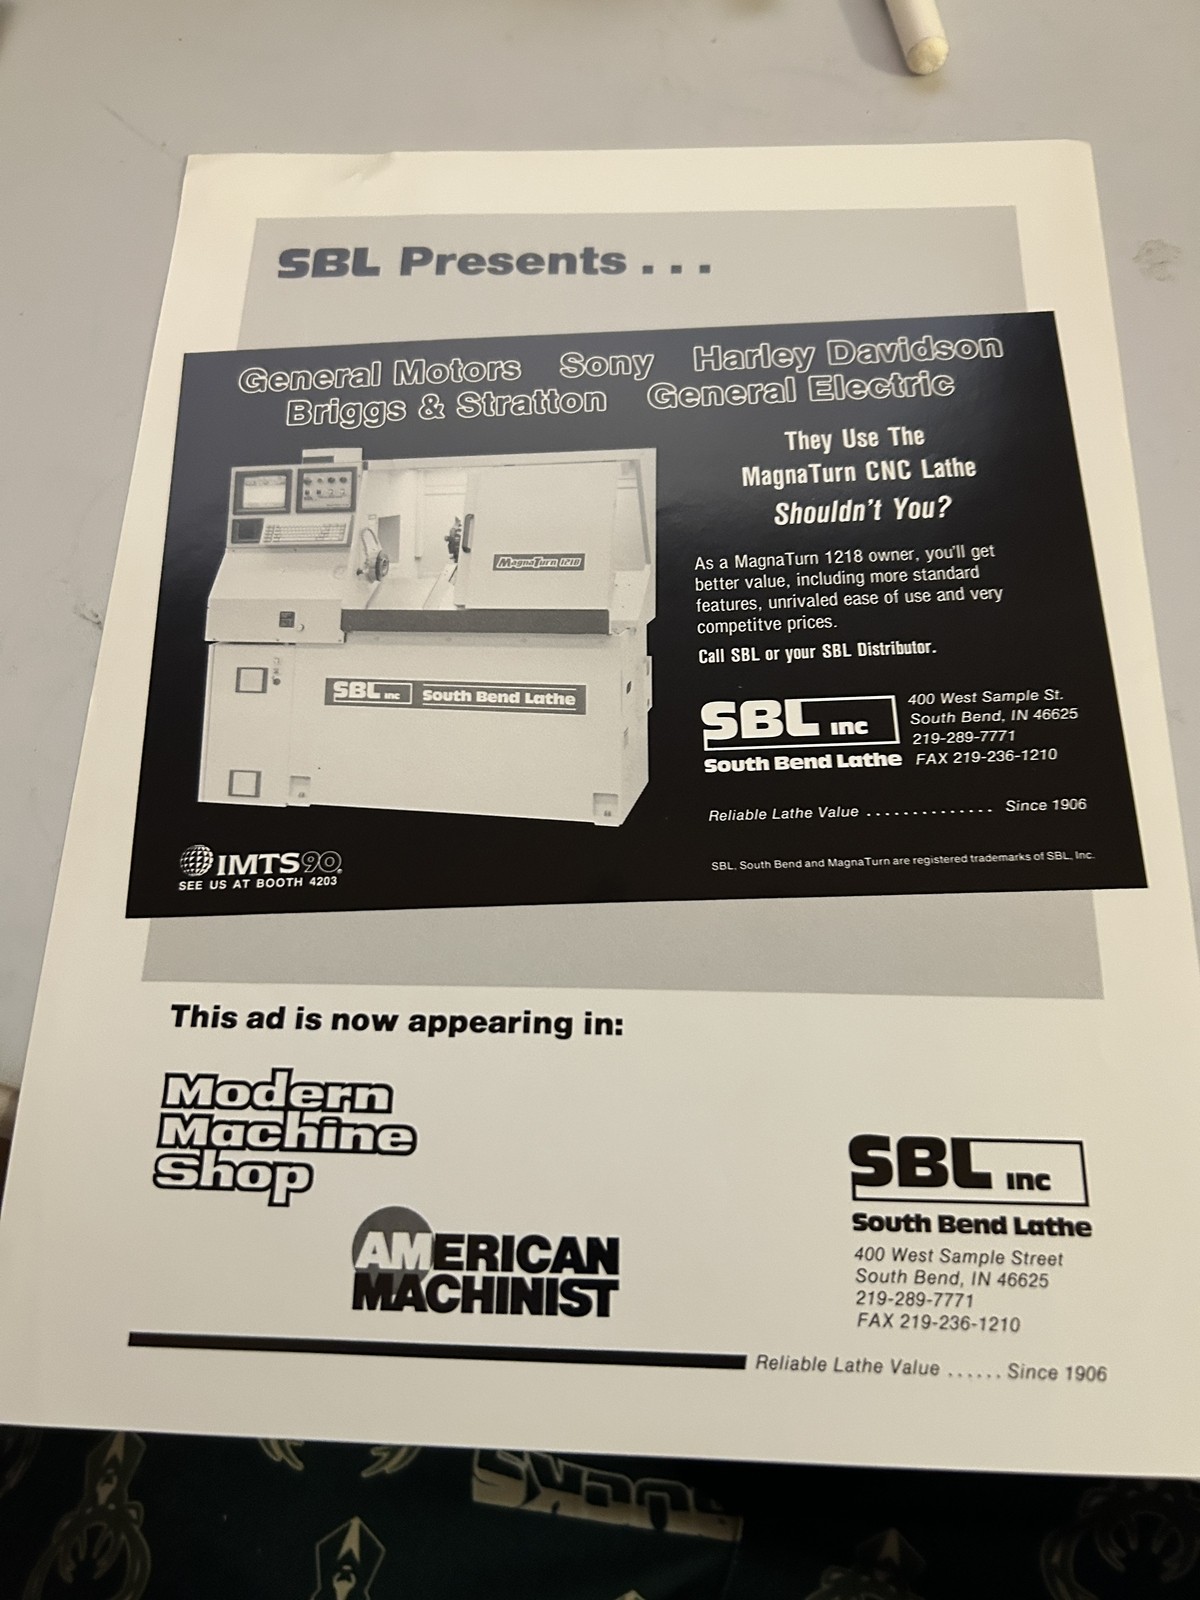 SBL Presents...
General Motors Sony Harley Davidson
Briggs & Stratton General Electric
They Use The
MagnaTurn CNC Lathe
Shouldn't You?
As a MagnaTurn 1218 owner, you'll get
better value, including more standard
features, unrivaled ease of use and very
competitve prices.
Call SBL or your SBL Distributor.
MagnaTurn 1218
SBL inc South Bend Lathe
SBL inc
South Bend Lathe
400 West Sample St.
South Bend, IN 46625
219-289-7771
FAX 219-236-1210
Reliable Lathe Value .............. Since 1906
IMTS90
SEE US AT BOOTH 4203
SBL, South Bend and MagnaTurn are registered trademarks of SBL, Inc.
This ad is now appearing in:
Modern
Machine
Shop
AMERICAN
MACHINIST
SBL inc
South Bend Lathe
400 West Sample Street
South Bend, IN 46625
219-289-7771
FAX 219-236-1210
Reliable Lathe Value ...... Since 1906
BUCKS